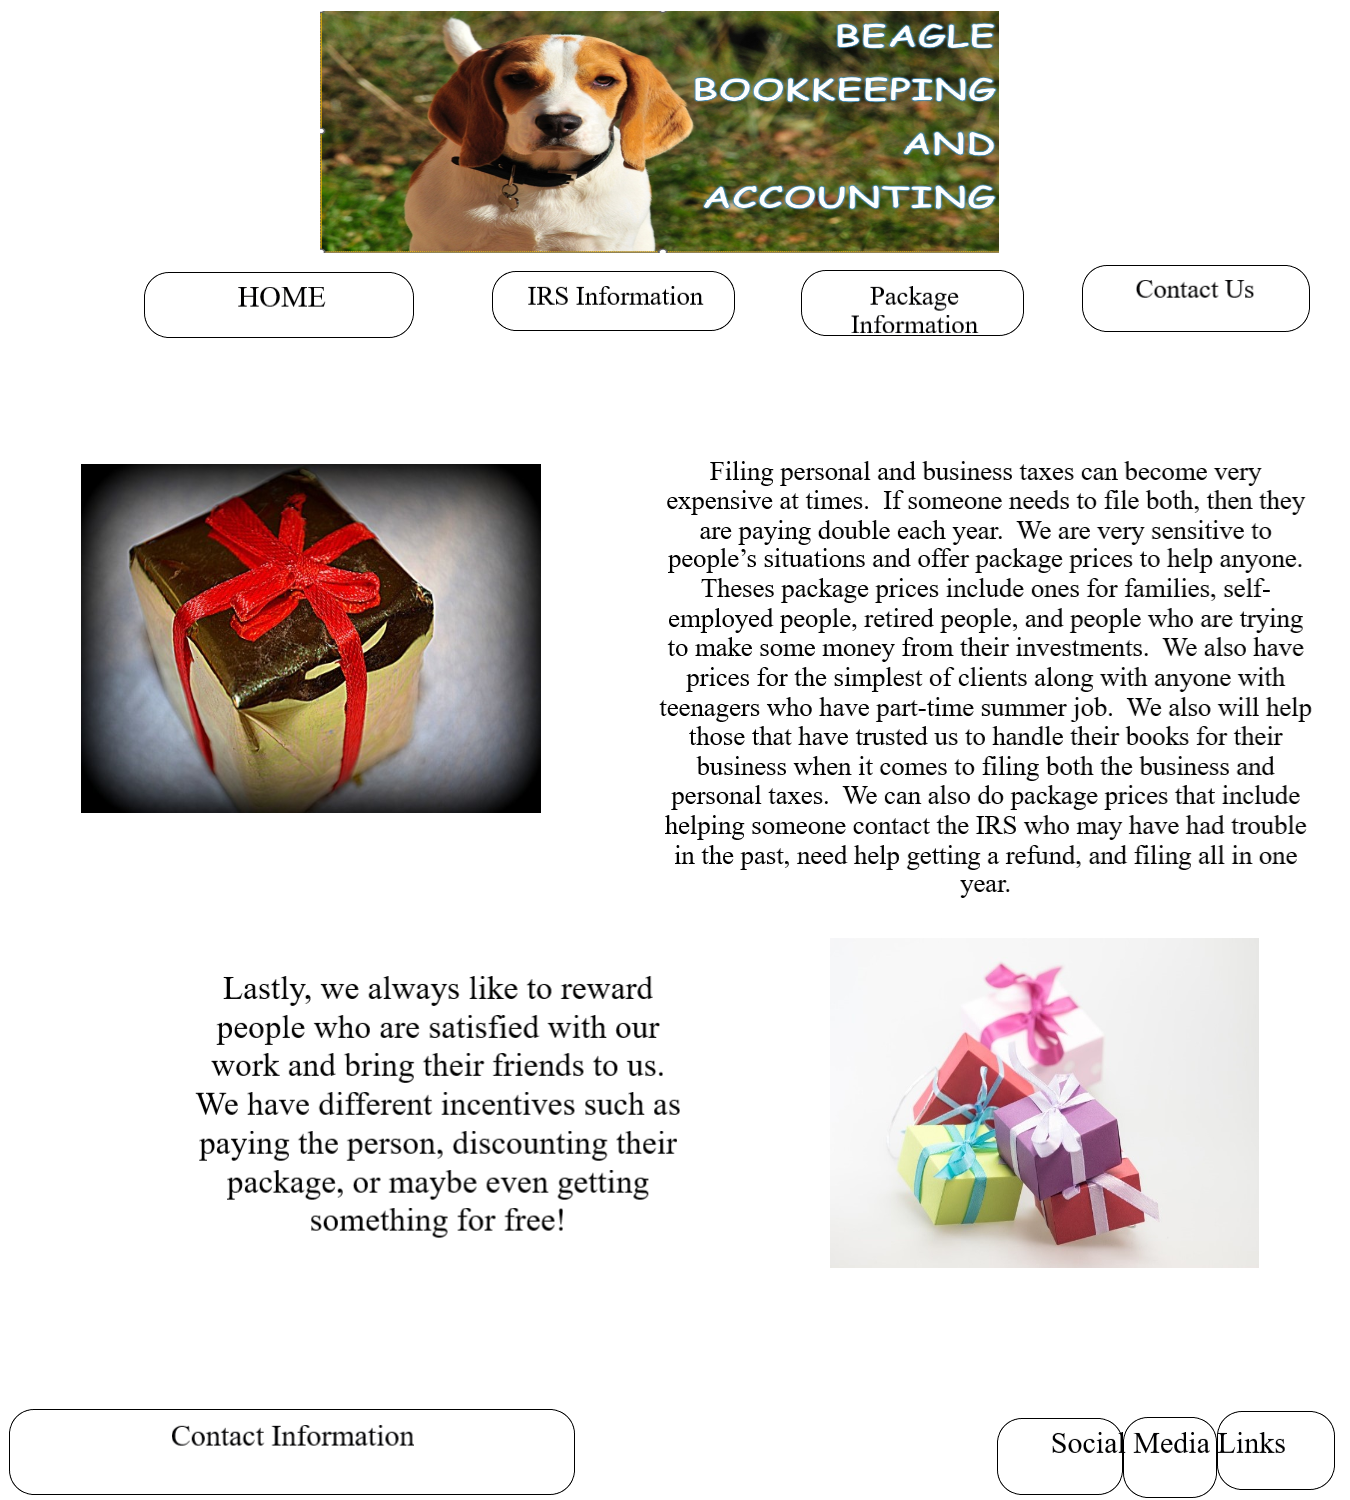 BEAGLE
BOOKKEEPING
AND
ACCOUNTING
HOME
IRS Information
Package
Information
Contact Us
Filing personal and business taxes can become very
expensive at times.  If someone needs to file both, then they
are paying double each year.  We are very sensitive to
people’s situations and offer package prices to help anyone.
Theses package prices include ones for families, self-
employed people, retired people, and people who are trying
to make some money from their investments.  We also have
prices for the simplest of clients along with anyone with
teenagers who have part-time summer job.  We also will help
those that have trusted us to handle their books for their
business when it comes to filing both the business and
personal taxes.  We can also do package prices that include
helping someone contact the IRS who may have had trouble
in the past, need help getting a refund, and filing all in one
year.
Lastly, we always like to reward
people who are satisfied with our
work and bring their friends to us.
We have different incentives such as
paying the person, discounting their
package, or maybe even getting
something for free!
Contact Information
Social Media Links